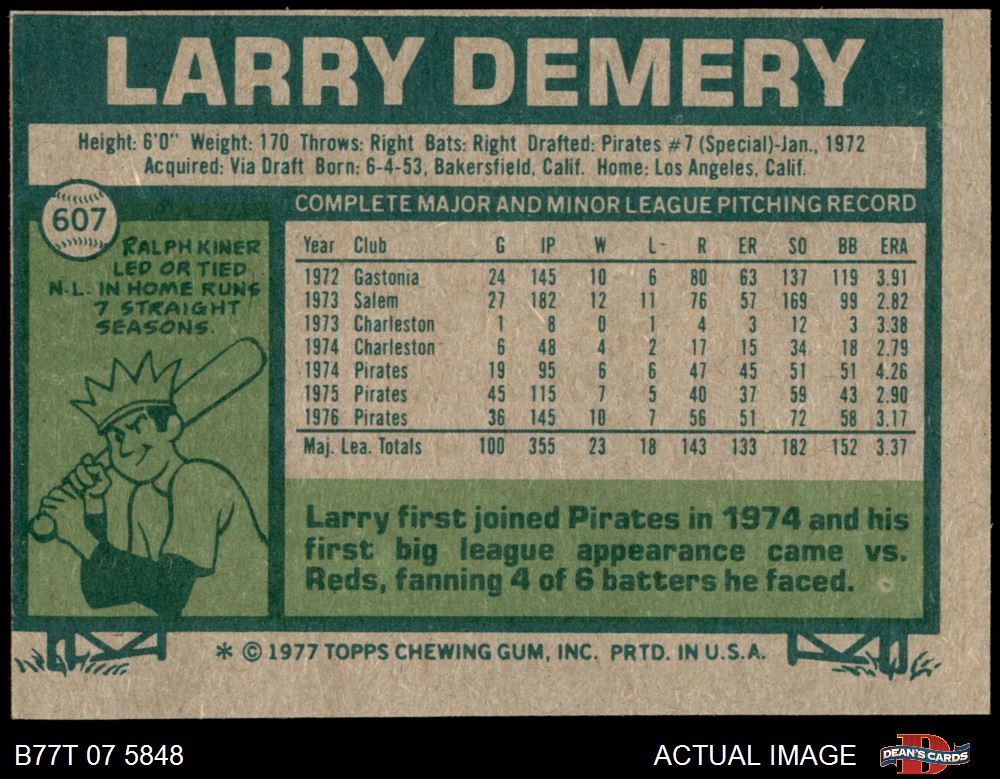 LARRY DEMERY
Height: 6'0" Weight: 170 Throws: Right Bats: Right Drafted: Pirates #7 (Special)-Jan., 1972
Acquired: Via Draft Born: 6-4-53, Bakersfield, Calif. Home: Los Angeles, Calif.
607
RALPH KINER
LED OR TIED
N.L. IN HOME RUNS
7 STRAIGHT
SEASONS.
COMPLETE MAJOR AND MINOR LEAGUE PITCHING RECORD
Year Club G IP W L R ER SO BB ERA
1972 Gastonia 24 145 10 6 80 63 137 119 3.91
1973 Salem 27 182 12 11 76 57 169 99 2.82
1973 Charleston 1 8 0 1 4 3 12 3 3.38
1974 Charleston 6 48 4 2 17 15 34 18 2.79
1974 Pirates 19 95 6 6 47 45 51 51 4.26
1975 Pirates 45 115 7 5 40 37 59 43 2.90
1976 Pirates 36 145 10 7 56 51 72 58 3.17
Maj. Lea. Totals 100 355 23 18 143 133 182 152 3.37
Larry first joined Pirates in 1974 and his
first big league appearance came vs.
Reds, fanning 4 of 6 batters he faced.
* © 1977 TOPPS CHEWING GUM, INC. PRTD. IN U.S.A.
B77T 07 5848
ACTUAL IMAGE
DEAN'S CARDS